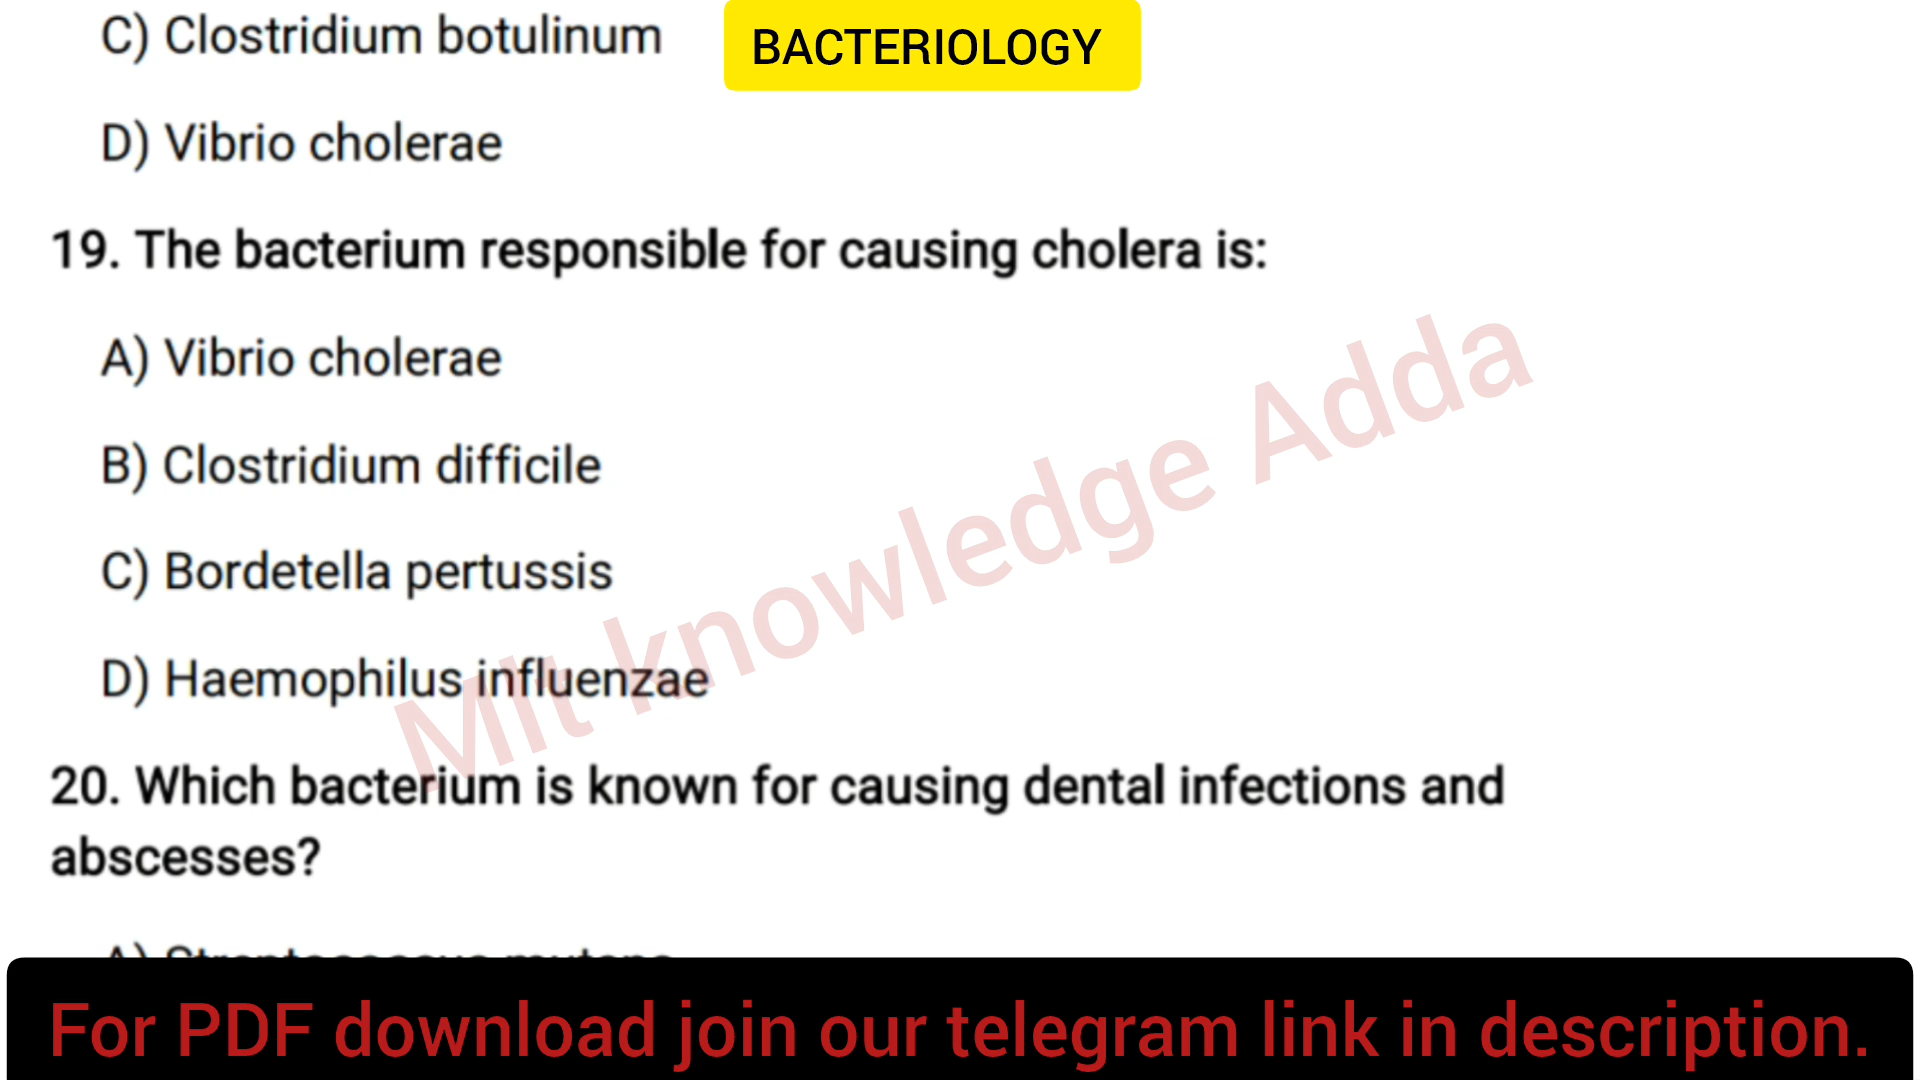 C) Clostridium botulinum
BACTERIOLOGY
D) Vibrio cholerae
19. The bacterium responsible for causing cholera is:
A) Vibrio cholerae
B) Clostridium difficile
C) Bordetella pertussis
D) Haemophilus influenzae
Mlt knowledge Adda
20. Which bacterium is known for causing dental infections and
abscesses?
A) Streptococcus mutans
For PDF download join our telegram link in description.